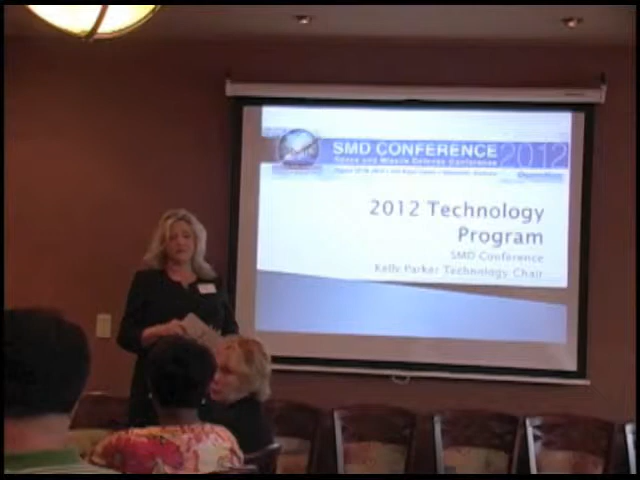 SMD CONFERENCE 2012
Space and Missile Defense Conference
2012 Technology
Program
SMD Conference
Kelly Parker Technology Chair